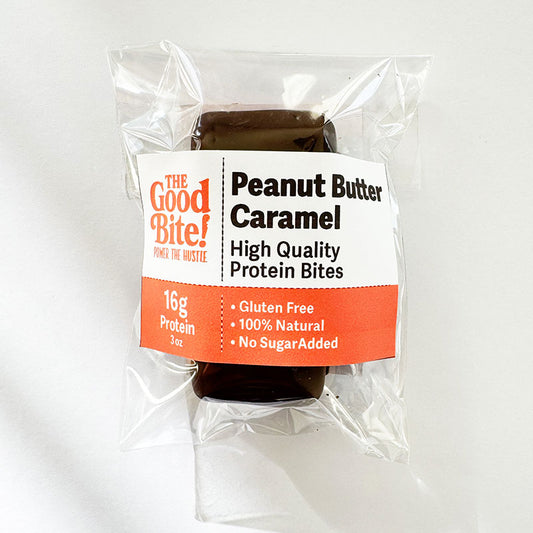 THE
Good
Bite!
POWER THE HUSTLE
Peanut Butter
Caramel
High Quality
Protein Bites
16g
Protein
3 oz
• Gluten Free
• 100% Natural
• No SugarAdded